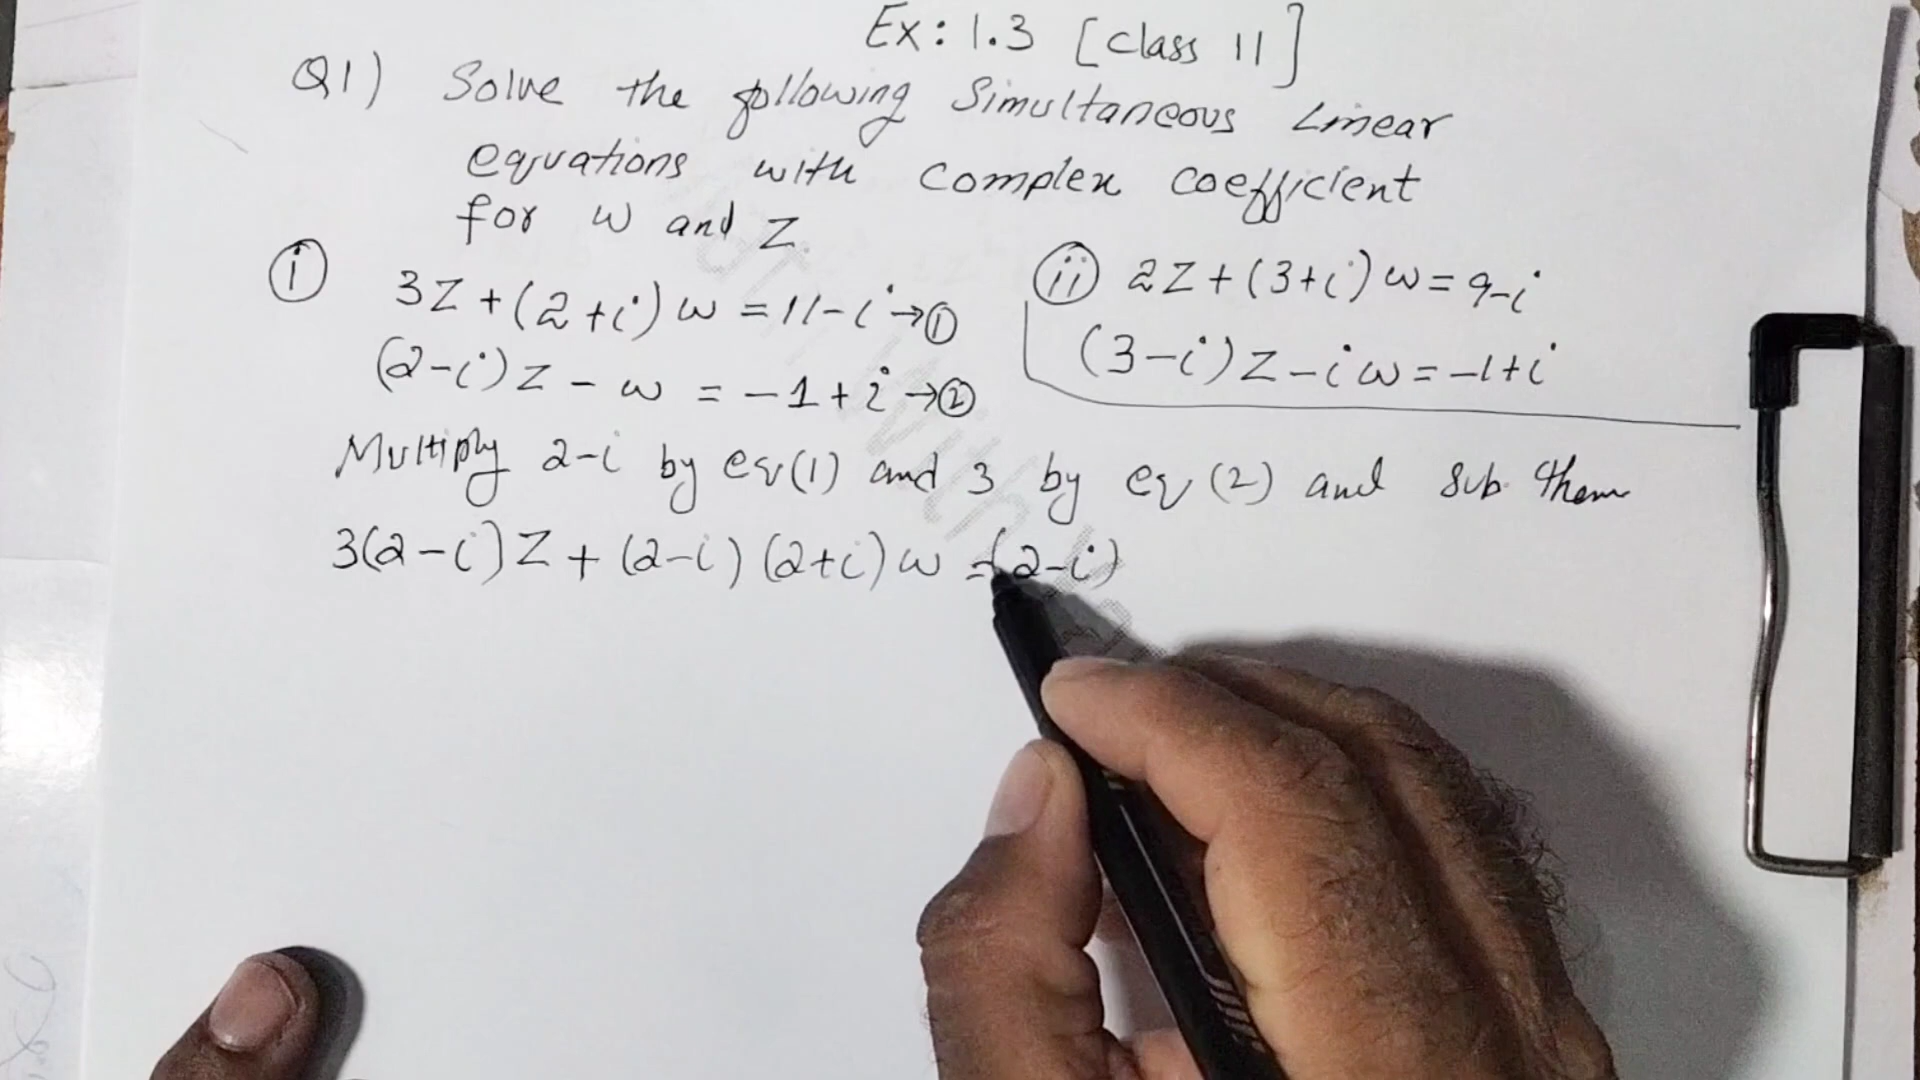 Ex: 1.3 [Class 11]
Q1) Solve the following Simultaneous Linear
equations with complex coefficient
for w and z.
(i) 3z + (2+i)w = 11-i → (1)
(2-i)z - w = -1+i → (2)
(ii) 2z + (3+i)w = 9-i
(3-i)z - iw = -1+i
Multiply 2-i by eq(1) and 3 by eq(2) and sub them
3(2-i)z + (2-i)(2+i)w = (2-i)